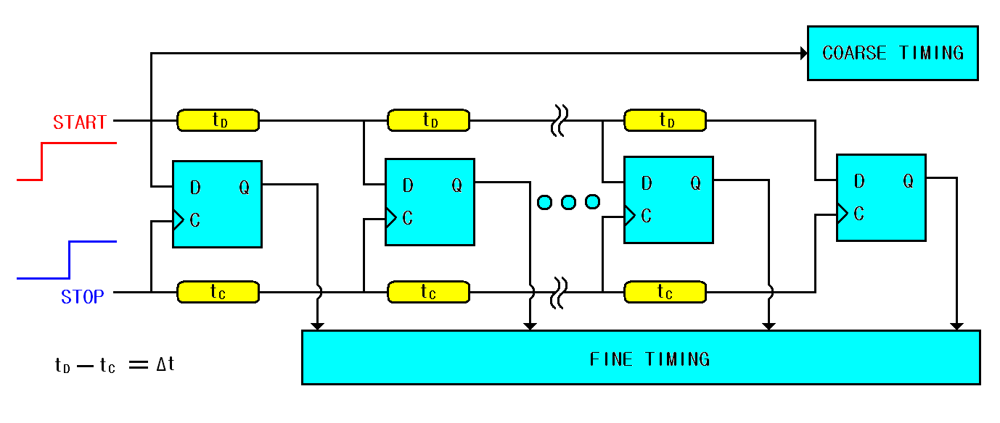 COARSE TIMING
START
tD
tD
tD
D Q
C
D Q
C
D Q
C
D Q
C
STOP
tC
tC
tC
tD − tC = Δt
FINE TIMING